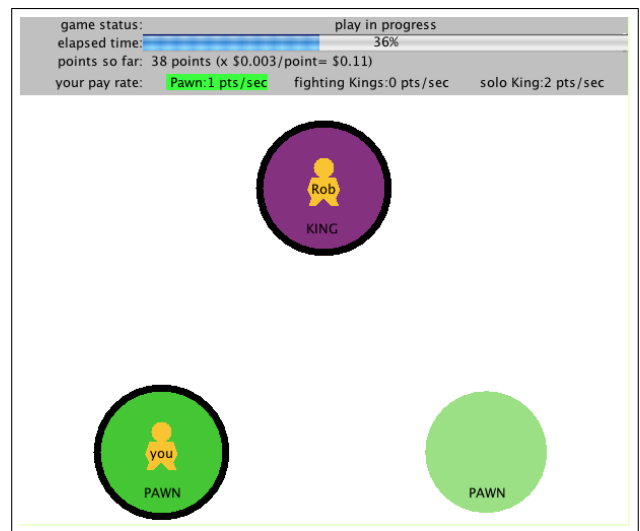 game status: play in progress
elapsed time: 36%
points so far: 38 points (x $0.003/point= $0.11)
your pay rate: Pawn:1 pts/sec fighting Kings:0 pts/sec solo King:2 pts/sec
Rob
KING
you
PAWN PAWN